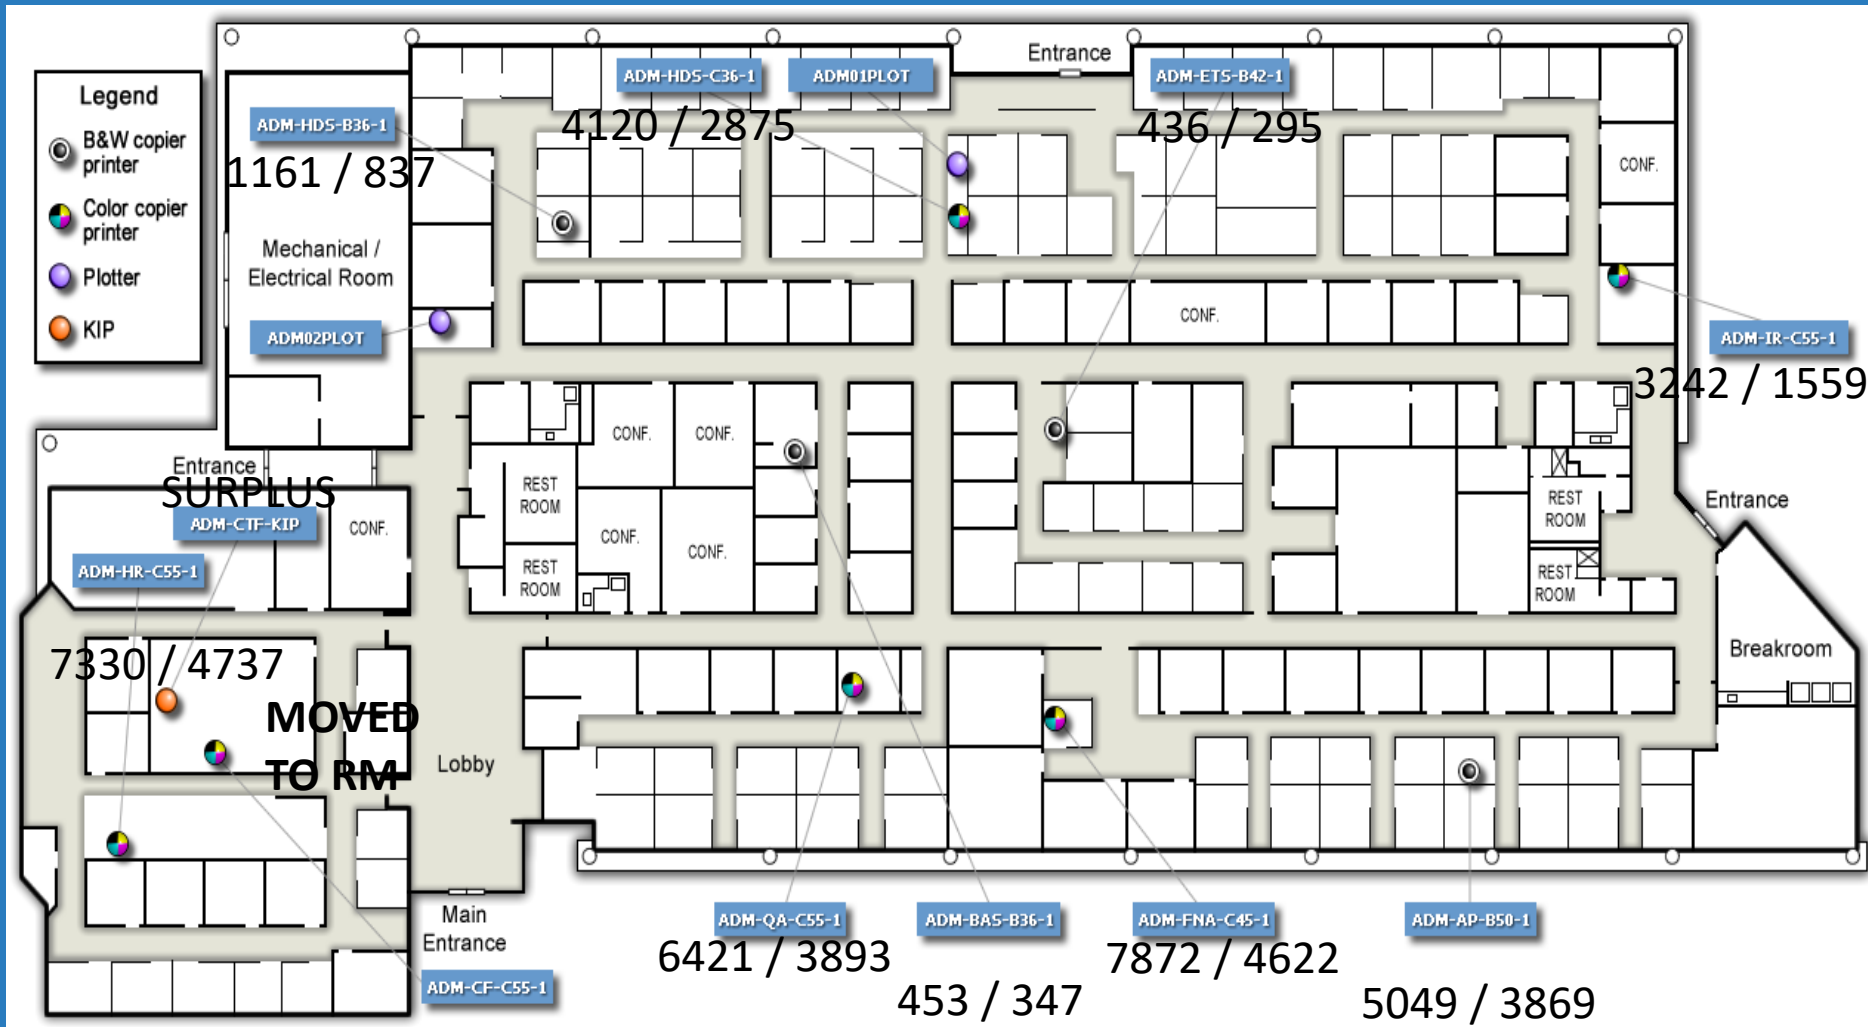 Legend
B&W copier
printer
Color copier
printer
Plotter
KIP
ADM-HDS-B36-1
1161 / 837
ADM-HDS-C36-1
4120 / 2875
ADM01PLOT
Entrance
ADM-ETS-B42-1
436 / 295
CONF.
Mechanical /
Electrical Room
ADM02PLOT
CONF.
ADM-IR-C55-1
3242 / 1559
Entrance
SURPLUS
ADM-CTF-KIP
CONF.
ADM-HR-C55-1
7330 / 4737
CONF.
CONF.
REST
ROOM
CONF.
CONF.
REST
ROOM
REST
ROOM
REST
ROOM
Entrance
Breakroom
MOVED
TO RM
Lobby
Main
Entrance
ADM-CF-C55-1
ADM-QA-C55-1
6421 / 3893
ADM-BAS-B36-1
453 / 347
ADM-FNA-C45-1
7872 / 4622
ADM-AP-B50-1
5049 / 3869